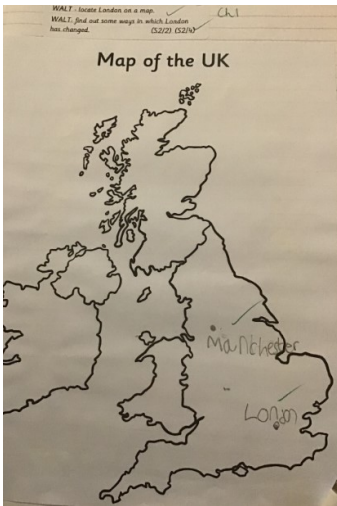 WALT - locate London on a map. Ch1
WALT. find out some ways in which London
has changed. (S2/2) (S2/4)
Map of the UK
Manchester
London